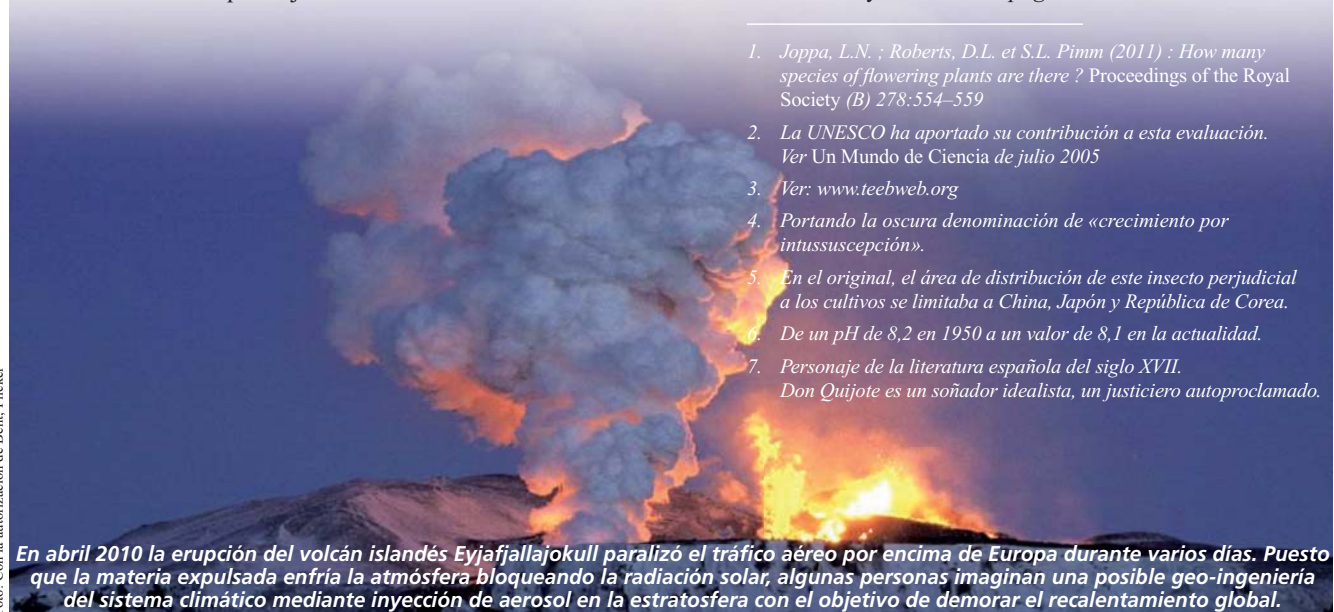 1. Joppa, L.N. ; Roberts, D.L. et S.L. Pimm (2011) : How many
species of flowering plants are there ? Proceedings of the Royal
Society (B) 278:554–559
2. La UNESCO ha aportado su contribución a esta evaluación.
Ver Un Mundo de Ciencia de julio 2005
3. Ver: www.teebweb.org
4. Portando la oscura denominación de «crecimiento por
intussuscepción».
5. En el original, el área de distribución de este insecto perjudicial
a los cultivos se limitaba a China, Japón y República de Corea.
6. De un pH de 8,2 en 1950 a un valor de 8,1 en la actualidad.
7. Personaje de la literatura española del siglo XVII.
Don Quijote es un soñador idealista, un justiciero autoproclamado.
En abril 2010 la erupción del volcán islandés Eyjafjallajokull paralizó el tráfico aéreo por encima de Europa durante varios días. Puesto
que la materia expulsada enfría la atmósfera bloqueando la radiación solar, algunas personas imaginan una posible geo-ingeniería
del sistema climático mediante inyección de aerosol en la estratosfera con el objetivo de demorar el recalentamiento global.